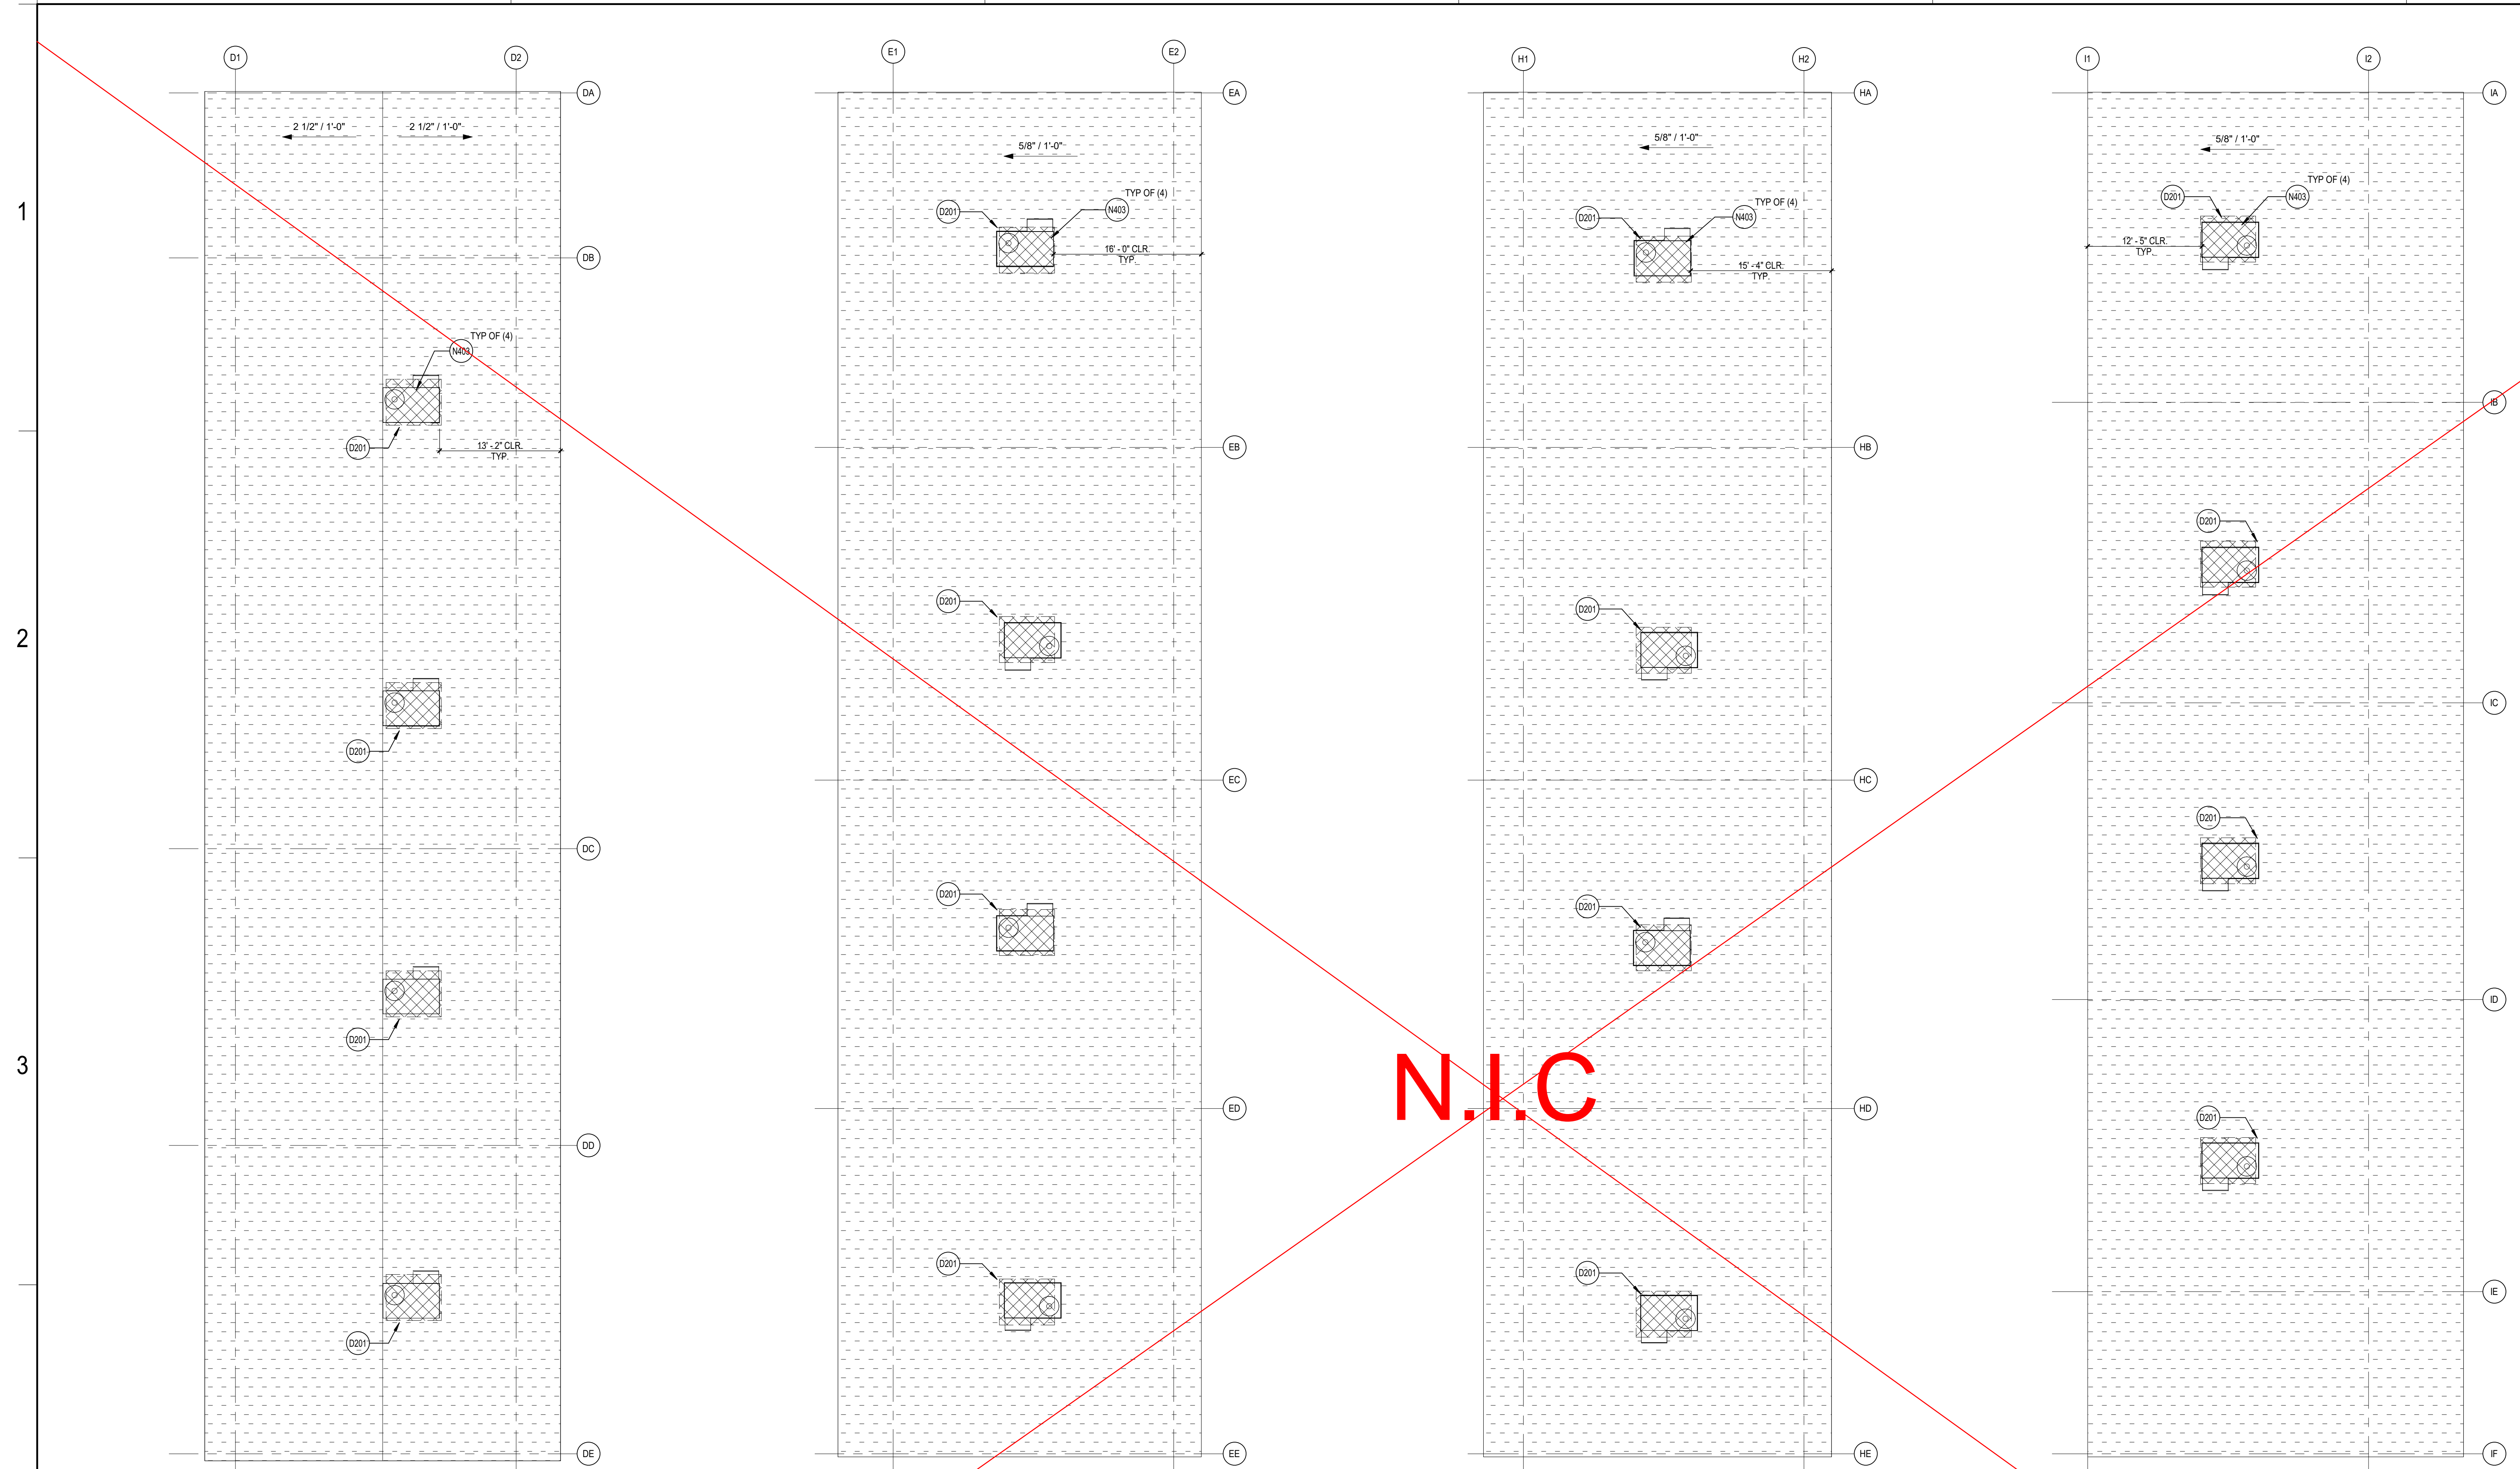 D1
D2
E1
E2
H1
H2
I1
I2
DA
EA
HA
IA
2 1/2" / 1'-0"
2 1/2" / 1'-0"
5/8" / 1'-0"
5/8" / 1'-0"
5/8" / 1'-0"
1
D201
TYP OF (4)
N403
16' - 0" CLR.
TYP.
D201
TYP OF (4)
N403
15' - 4" CLR.
TYP.
D201
TYP OF (4)
N403
12' - 5" CLR.
TYP.
DB
TYP OF (4)
N403
D201
13' - 2" CLR.
TYP.
EB
HB
IB
D201
2
D201
D201
IC
D201
EC
HC
D201
DC
D201
D201
ID
D201
3
N.I.C
ED
HD
D201
DD
D201
D201
IE
D201
DE
EE
HE
IF